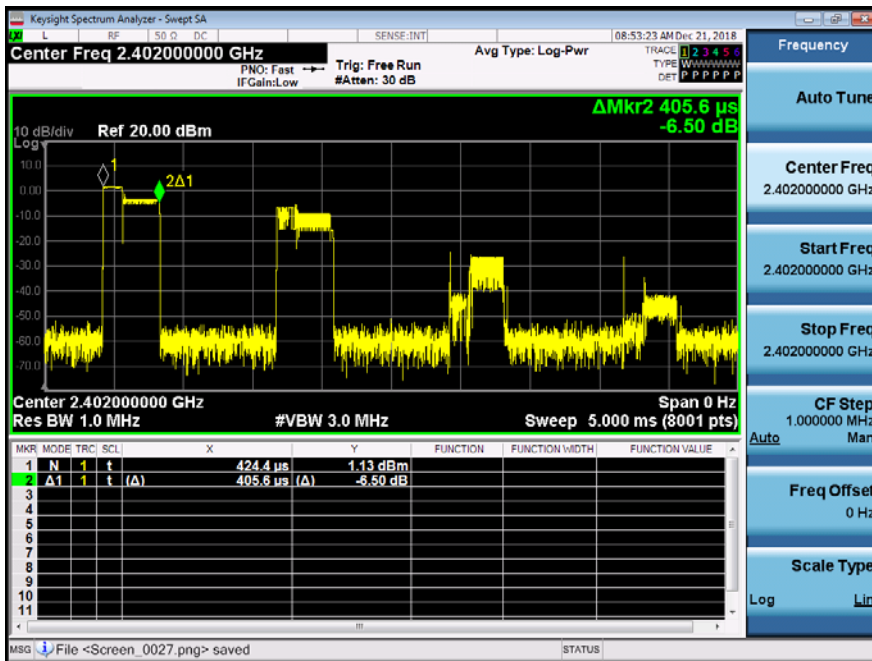 Keysight Spectrum Analyzer - Swept SA
LXI L RF 50 Ω DC SENSE:INT 08:53:23 AM Dec 21, 2018
Center Freq 2.402000000 GHz
Avg Type: Log-Pwr
TRACE 1 2 3 4 5 6
PNO: Fast
Trig: Free Run
TYPE WWWWWW
IFGain:Low
#Atten: 30 dB
DET P P P P P P
ΔMkr2 405.6 µs
-6.50 dB
10 dB/div Ref 20.00 dBm
Log
10.0
0.00
-10.0
-20.0
-30.0
-40.0
-50.0
-60.0
-70.0
1
2Δ1
Center 2.402000000 GHz Span 0 Hz
Res BW 1.0 MHz #VBW 3.0 MHz Sweep 5.000 ms (8001 pts)
MKR MODE TRC SCL X Y FUNCTION FUNCTION WIDTH FUNCTION VALUE
1 N 1 t 424.4 µs 1.13 dBm
2 Δ1 1 t (Δ) 405.6 µs (Δ) -6.50 dB
3
4
5
6
7
8
9
10
11
MSG File <Screen_0027.png> saved STATUS
Frequency
Auto Tune
Center Freq
2.402000000 GHz
Start Freq
2.402000000 GHz
Stop Freq
2.402000000 GHz
CF Step
1.000000 MHz
Auto Man
Freq Offset
0 Hz
Scale Type
Log Lin